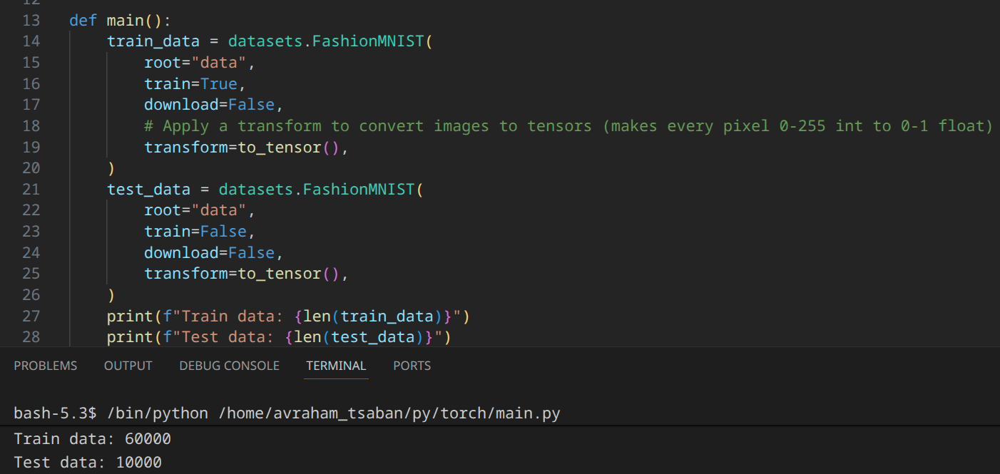 12
13 def main():
14     train_data = datasets.FashionMNIST(
15         root="data",
16         train=True,
17         download=False,
18         # Apply a transform to convert images to tensors (makes every pixel 0-255 int to 0-1 float)
19         transform=to_tensor(),
20     )
21     test_data = datasets.FashionMNIST(
22         root="data",
23         train=False,
24         download=False,
25         transform=to_tensor(),
26     )
27     print(f"Train data: {len(train_data)}")
28     print(f"Test data: {len(test_data)}")
PROBLEMS OUTPUT DEBUG CONSOLE TERMINAL PORTS
bash-5.3$ /bin/python /home/avraham_tsaban/py/torch/main.py
Train data: 60000
Test data: 10000